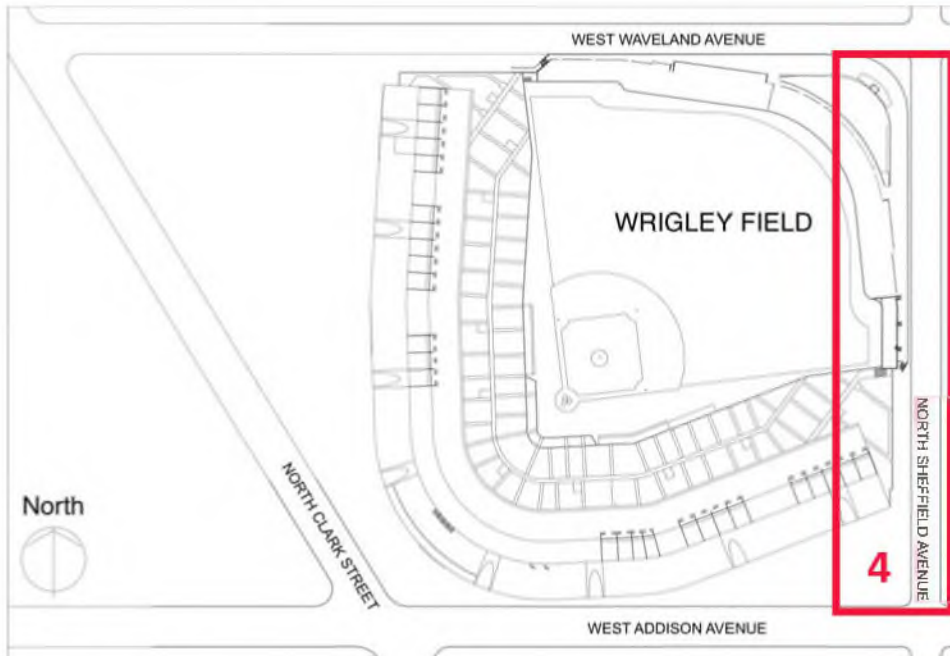 WEST WAVELAND AVENUE
WRIGLEY FIELD
NORTH SHEFFIELD AVENUE
North
NORTH CLARK STREET
4
WEST ADDISON AVENUE